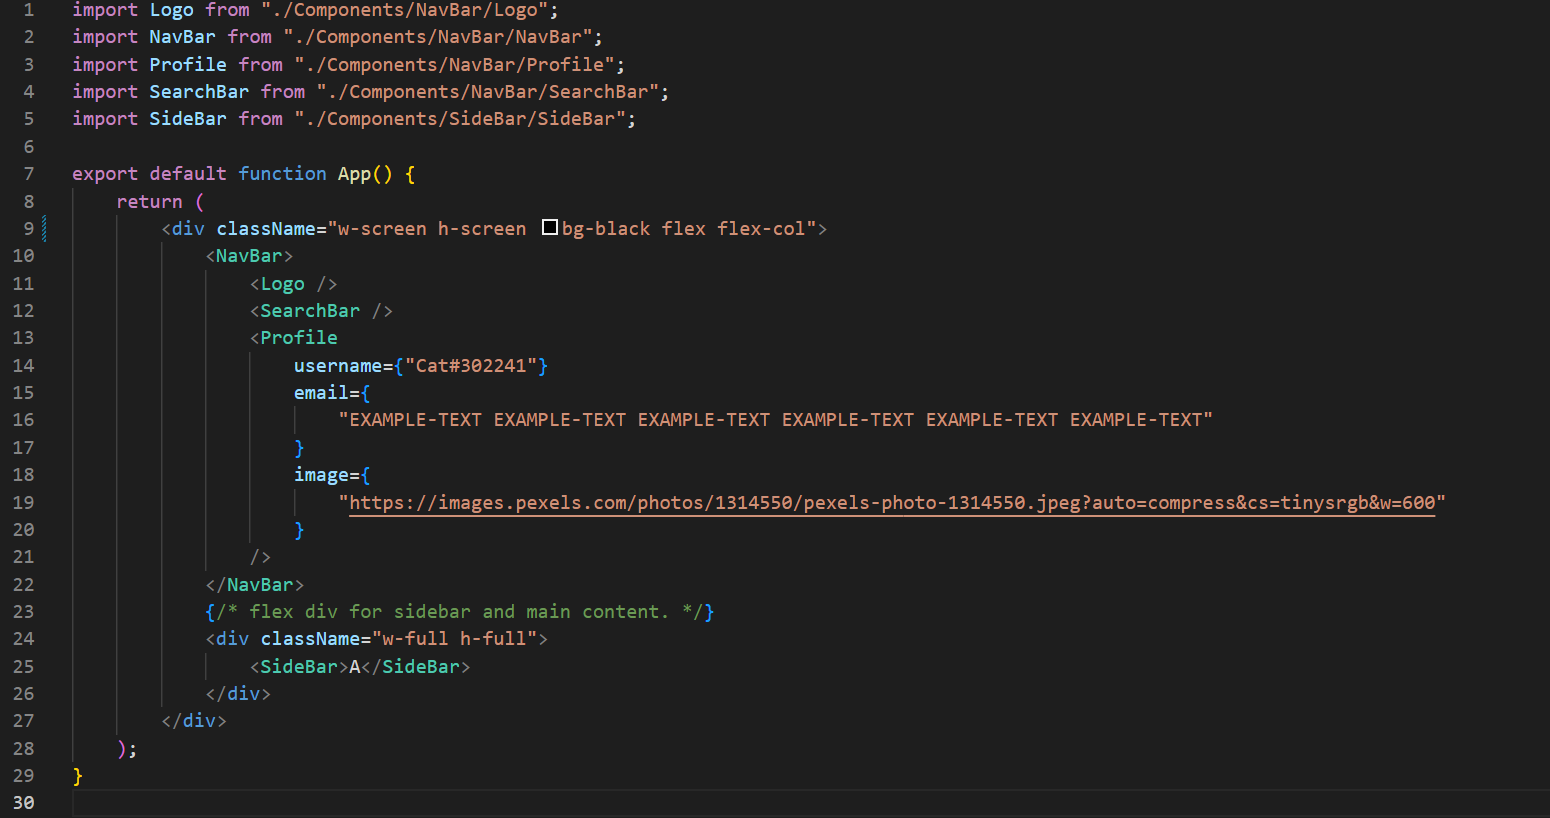 1 import Logo from "./Components/NavBar/Logo";
2 import NavBar from "./Components/NavBar/NavBar";
3 import Profile from "./Components/NavBar/Profile";
4 import SearchBar from "./Components/NavBar/SearchBar";
5 import SideBar from "./Components/SideBar/SideBar";
6
7 export default function App() {
8     return (
9         <div className="w-screen h-screen bg-black flex flex-col">
10             <NavBar>
11                 <Logo />
12                 <SearchBar />
13                 <Profile
14                     username={"Cat#302241"}
15                     email={
16                         "EXAMPLE-TEXT EXAMPLE-TEXT EXAMPLE-TEXT EXAMPLE-TEXT EXAMPLE-TEXT EXAMPLE-TEXT"
17                     }
18                     image={
19                         "https://images.pexels.com/photos/1314550/pexels-photo-1314550.jpeg?auto=compress&cs=tinysrgb&w=600"
20                     }
21                 />
22             </NavBar>
23             {/* flex div for sidebar and main content. */}
24             <div className="w-full h-full">
25                 <SideBar>A</SideBar>
26             </div>
27         </div>
28     );
29 }
30